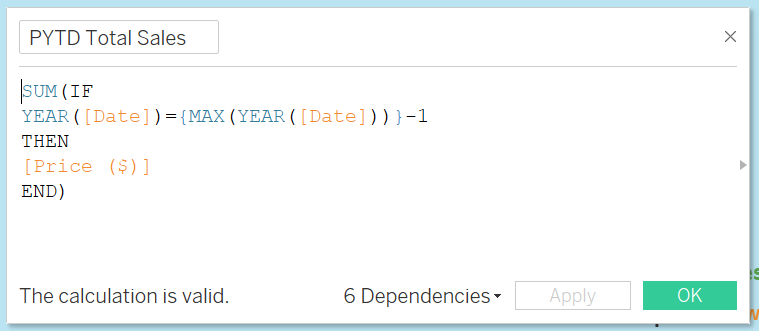 PYTD Total Sales
SUM(IF
YEAR([Date])={MAX(YEAR([Date]))}-1
THEN
[Price ($)]
END)
The calculation is valid.
6 Dependencies
Apply
OK